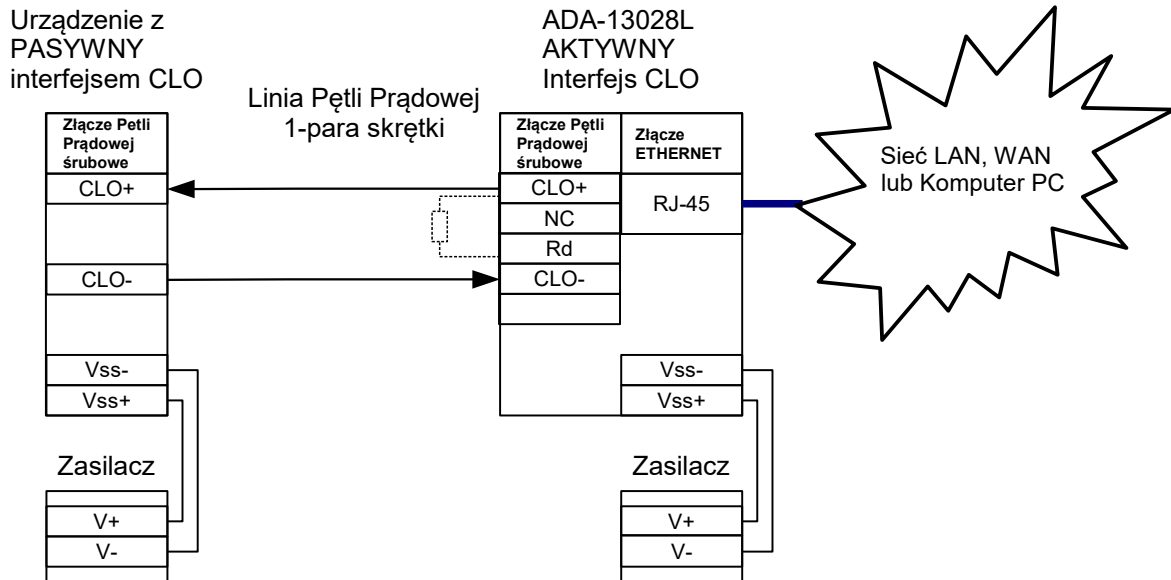 Urządzenie z
PASYWNY
interfejsem CLO
Linia Pętli Prądowej
1-para skrętki
ADA-13028L
AKTYWNY
Interfejs CLO
Złącze Petli
Prądowej
śrubowe
CLO+
CLO-
Vss-
Vss+
Zasilacz
V+
V-
Złącze Pętli
Prądowej
śrubowe
CLO+
NC
Rd
CLO-
Złącze
ETHERNET
RJ-45
Vss-
Vss+
Zasilacz
V+
V-
Sieć LAN, WAN
lub Komputer PC